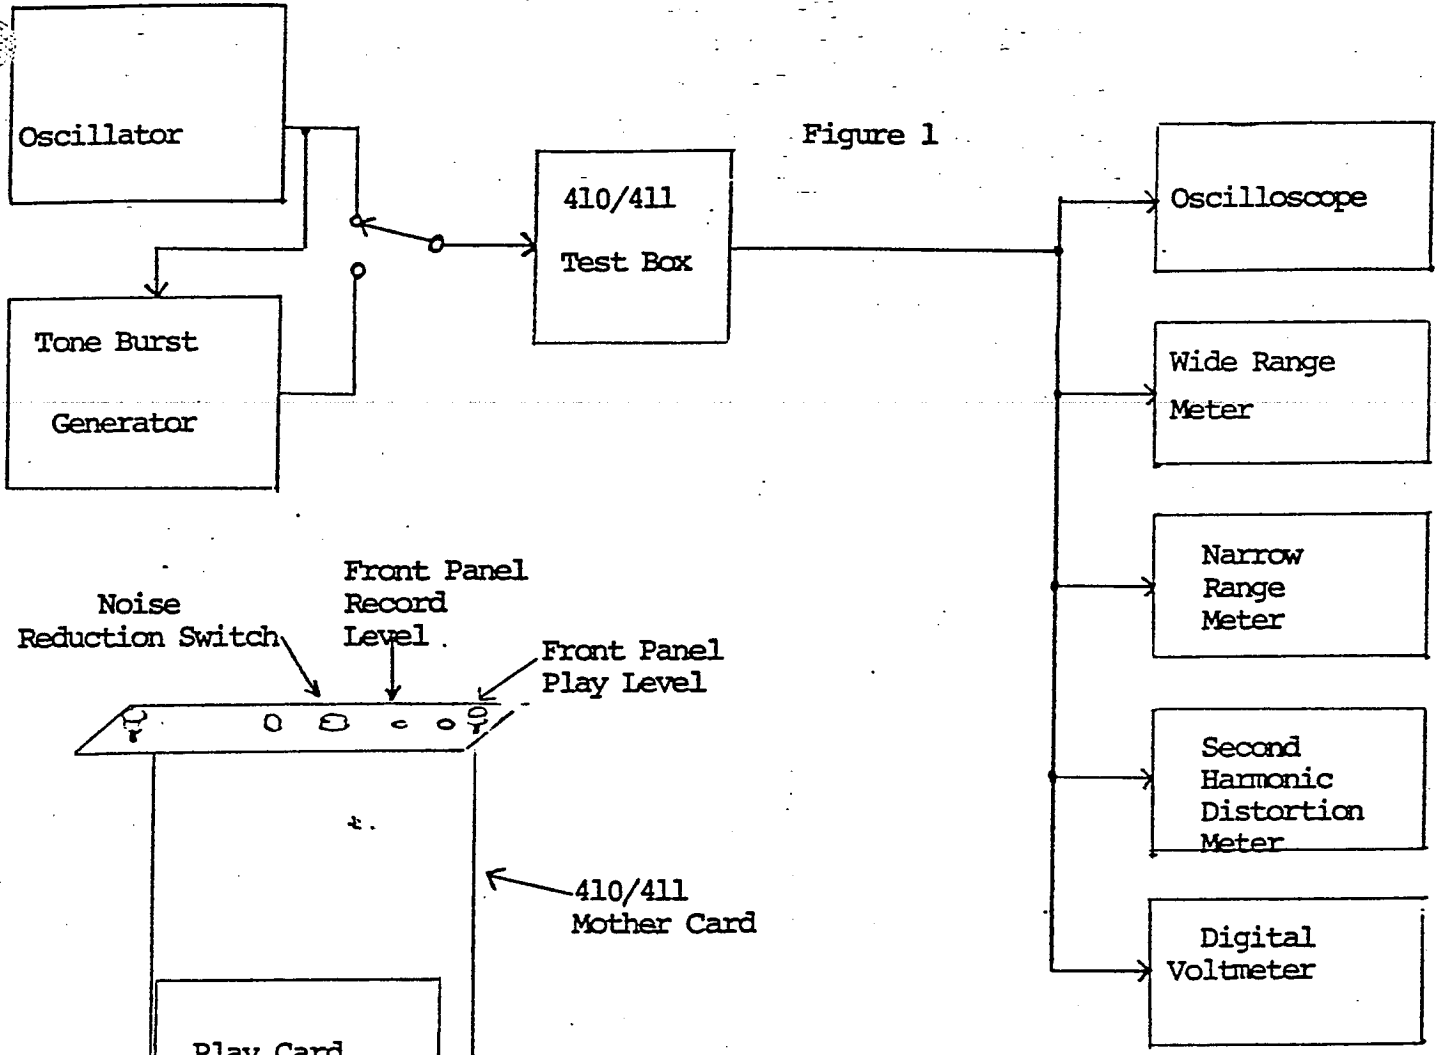 Oscillator
Figure 1
410/411
Test Box
Oscilloscope
Tone Burst
Generator
Wide Range
Meter
Narrow
Range
Meter
Noise
Reduction Switch
Front Panel
Record
Level
Front Panel
Play Level
Second
Harmonic
Distortion
Meter
410/411
Mother Card
Digital
Voltmeter
Play Card